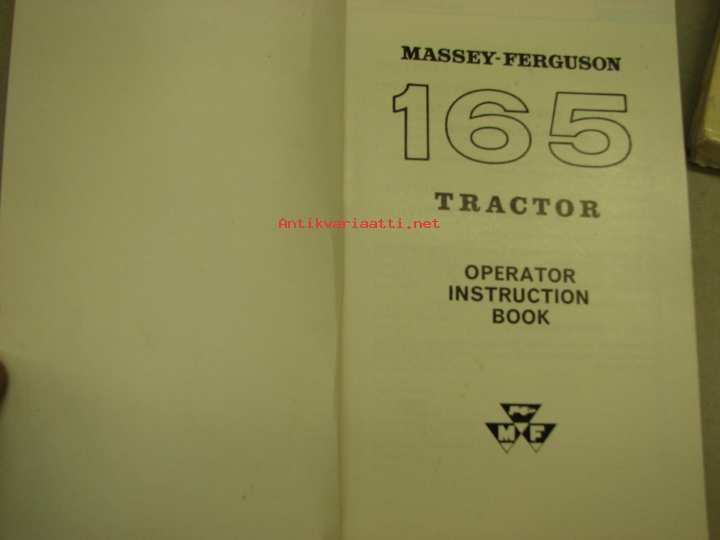 MASSEY-FERGUSON
165
TRACTOR
Antikvariaatti.net
OPERATOR
INSTRUCTION
BOOK
M F